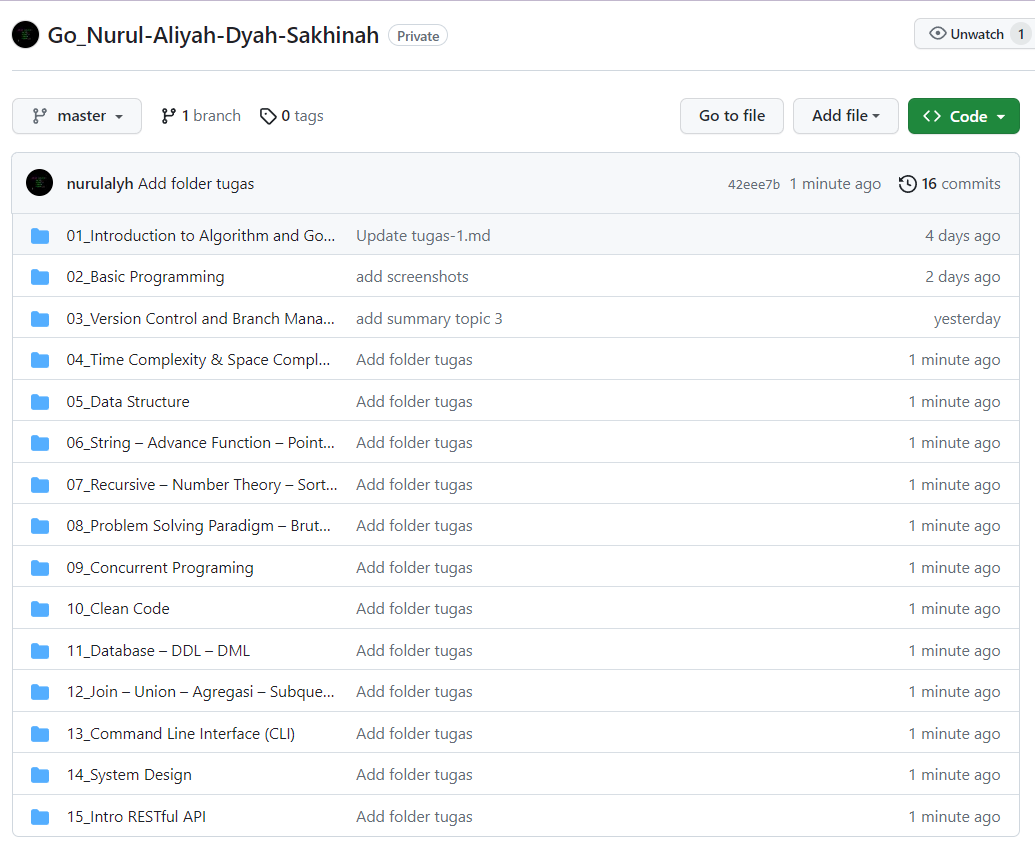 Go_Nurul-Aliyah-Dyah-Sakhinah Private Unwatch 1
master 1 branch 0 tags Go to file Add file Code
nurulalyh Add folder tugas 42eee7b 1 minute ago 16 commits
01_Introduction to Algorithm and Go... Update tugas-1.md 4 days ago
02_Basic Programming add screenshots 2 days ago
03_Version Control and Branch Mana... add summary topic 3 yesterday
04_Time Complexity & Space Compl... Add folder tugas 1 minute ago
05_Data Structure Add folder tugas 1 minute ago
06_String – Advance Function – Point... Add folder tugas 1 minute ago
07_Recursive – Number Theory – Sort... Add folder tugas 1 minute ago
08_Problem Solving Paradigm – Brut... Add folder tugas 1 minute ago
09_Concurrent Programing Add folder tugas 1 minute ago
10_Clean Code Add folder tugas 1 minute ago
11_Database – DDL – DML Add folder tugas 1 minute ago
12_Join – Union – Agregasi – Subque... Add folder tugas 1 minute ago
13_Command Line Interface (CLI) Add folder tugas 1 minute ago
14_System Design Add folder tugas 1 minute ago
15_Intro RESTful API Add folder tugas 1 minute ago